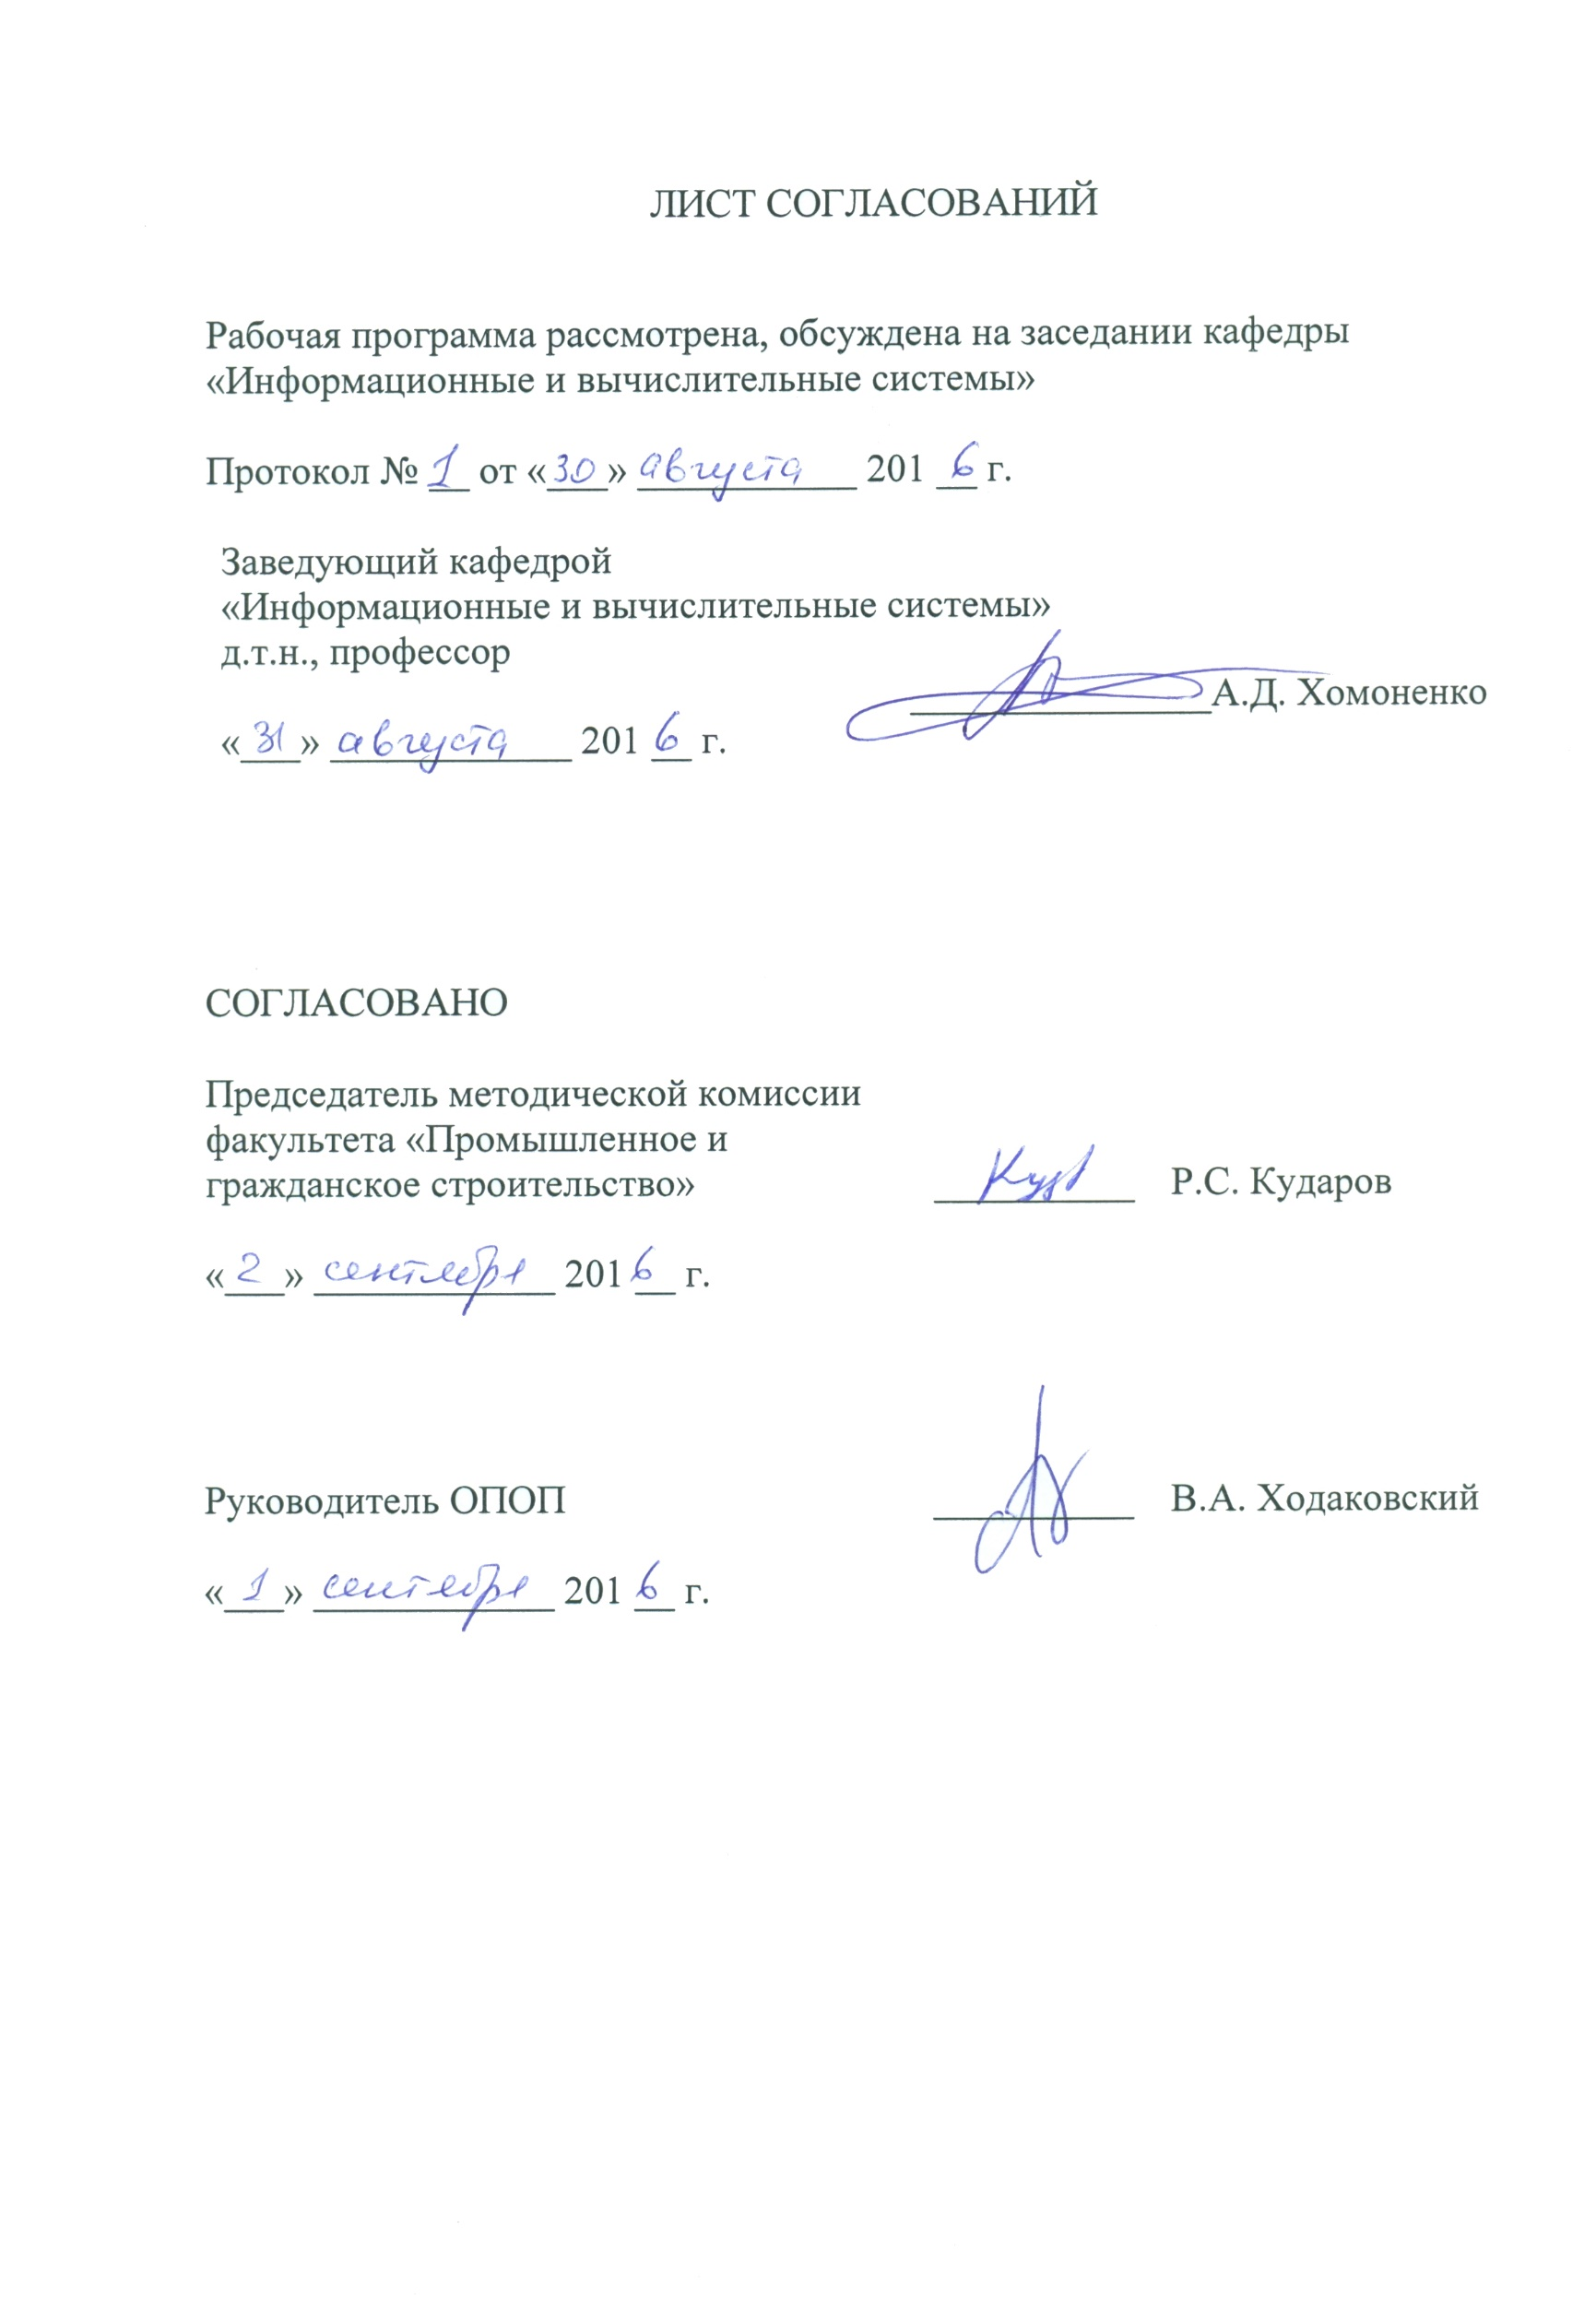 ЛИСТ СОГЛАСОВАНИЙ
Рабочая программа рассмотрена, обсуждена на заседании кафедры
«Информационные и вычислительные системы»
Протокол № 1 от «30» августа 2016 г.
Заведующий кафедрой
«Информационные и вычислительные системы»
д.т.н., профессор
А.Д. Хомоненко
«31» августа 2016 г.
СОГЛАСОВАНО
Председатель методической комиссии
факультета «Промышленное и
гражданское строительство» Р.С. Кударов
«2» сентября 2016 г.
Руководитель ОПОП В.А. Ходаковский
«1» сентября 2016 г.